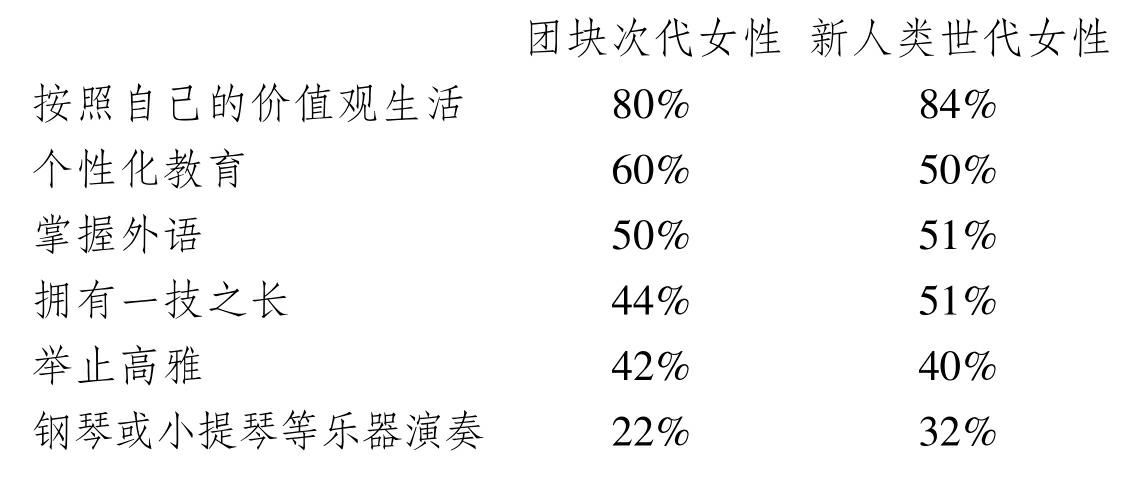 团块次代女性 新人类世代女性
按照自己的价值观生活 80% 84%
个性化教育 60% 50%
掌握外语 50% 51%
拥有一技之长 44% 51%
举止高雅 42% 40%
钢琴或小提琴等乐器演奏 22% 32%